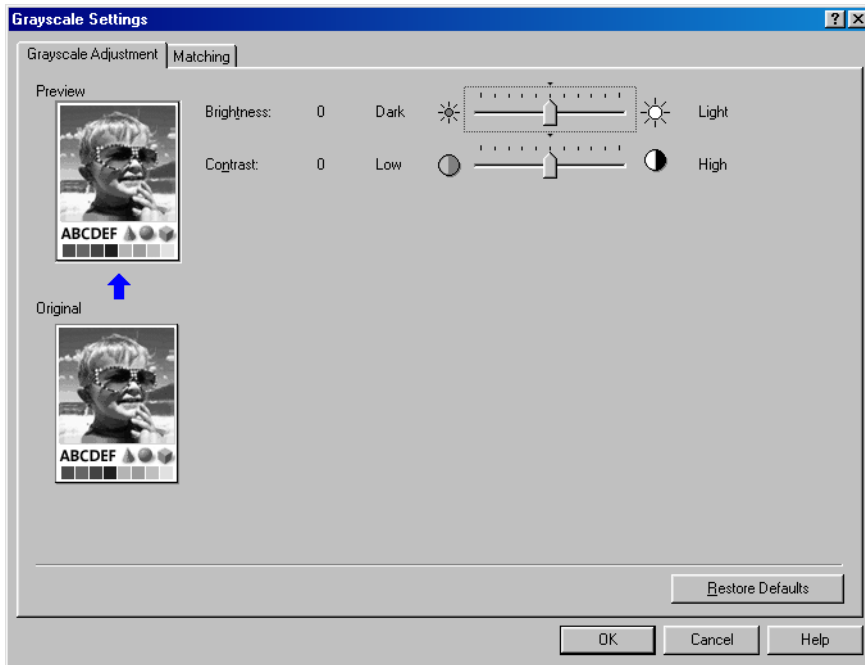 Grayscale Settings
Grayscale Adjustment
Matching
Preview
Brightness: 0 Dark Light
Contrast: 0 Low High
ABCDEF
Original
ABCDEF
Restore Defaults
OK Cancel Help